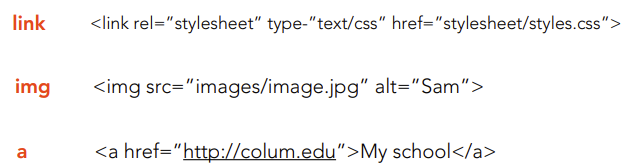 link <link rel=”stylesheet” type-”text/css” href=”stylesheet/styles.css”>
img <img src=”images/image.jpg” alt=”Sam”>
a <a href=”http://colum.edu”>My school</a>